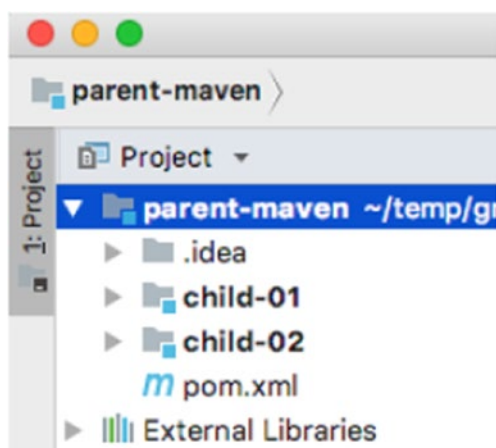 parent-maven
Project
1: Project
parent-maven ~/temp/gr
.idea
child-01
child-02
m pom.xml
External Libraries